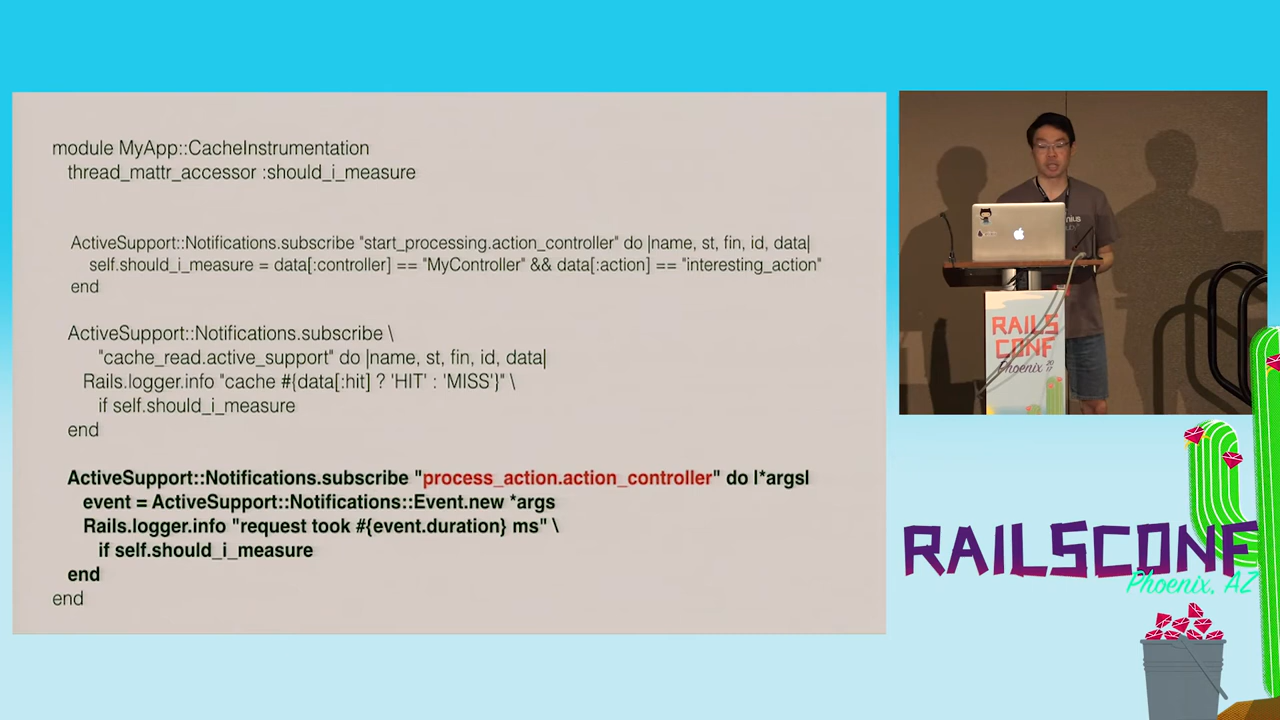 module MyApp::CacheInstrumentation
thread_mattr_accessor :should_i_measure
ActiveSupport::Notifications.subscribe "start_processing.action_controller" do |name, st, fin, id, data|
self.should_i_measure = data[:controller] == "MyController" && data[:action] == "interesting_action"
end
ActiveSupport::Notifications.subscribe \
"cache_read.active_support" do |name, st, fin, id, data|
Rails.logger.info "cache #{data[:hit] ? 'HIT' : 'MISS'}" \
if self.should_i_measure
end
ActiveSupport::Notifications.subscribe "process_action.action_controller" do |*args|
event = ActiveSupport::Notifications::Event.new *args
Rails.logger.info "request took #{event.duration} ms" \
if self.should_i_measure
end
end
RAILS
CONF
Phoenix 2017
RAILSCONF
Phoenix, AZ